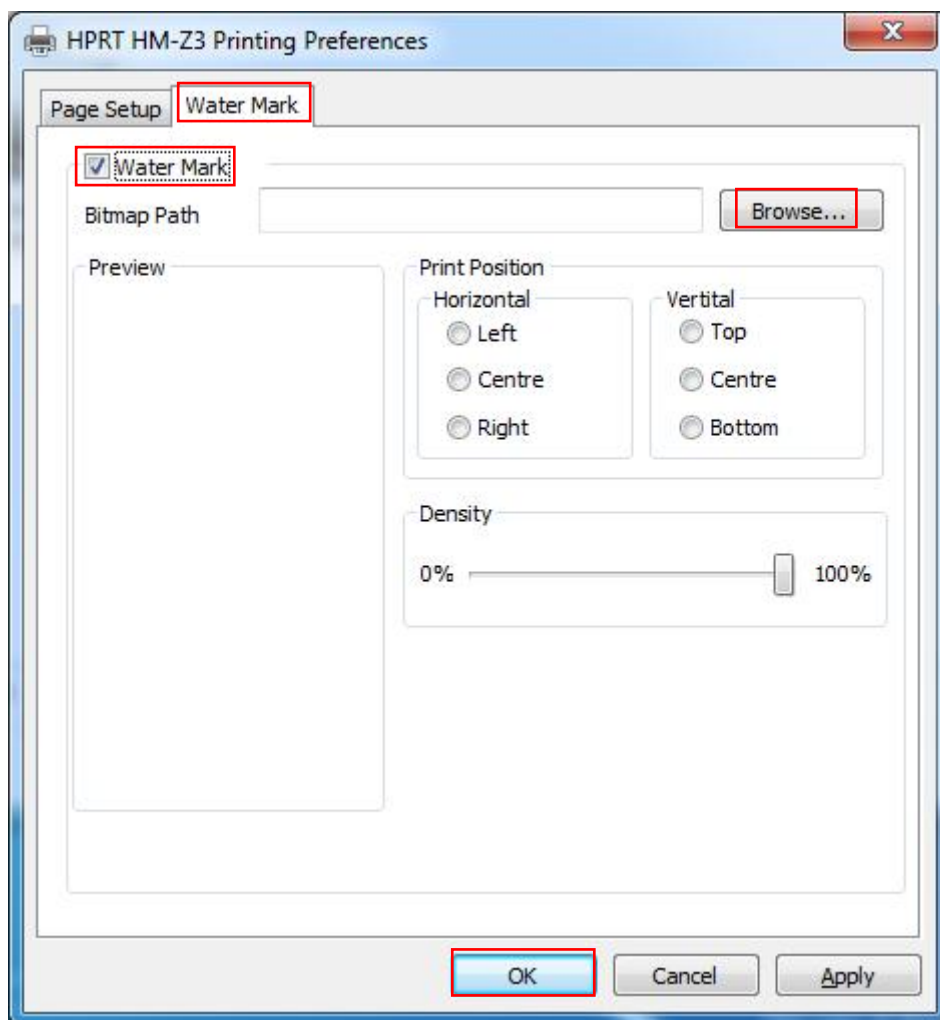 HPRT HM-Z3 Printing Preferences
Page Setup
Water Mark
Water Mark
Bitmap Path
Browse...
Preview
Print Position
Horizontal
Left
Centre
Right
Vertital
Top
Centre
Bottom
Density
0%
100%
OK
Cancel
Apply